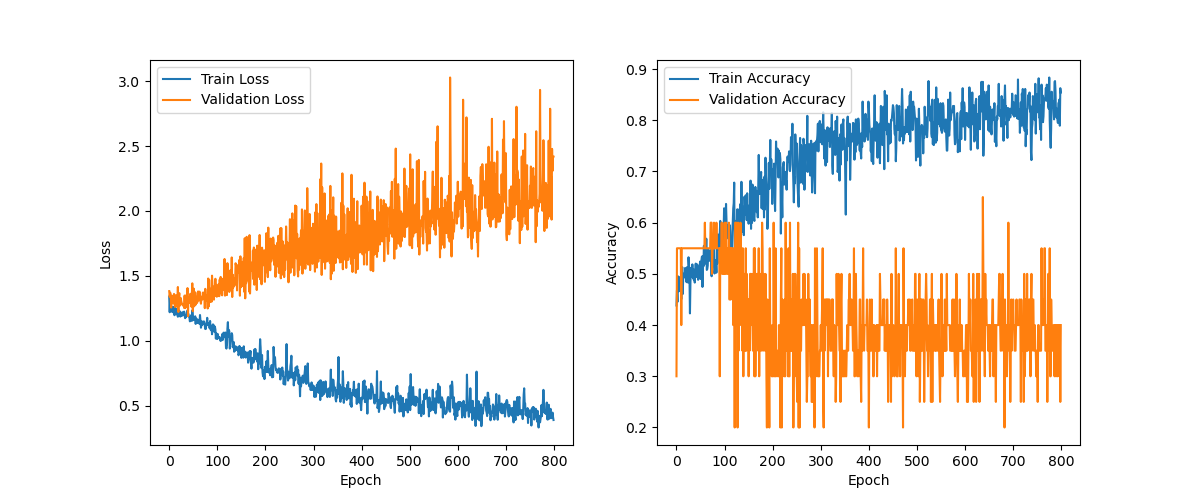 Train Loss
Validation Loss
3.0
2.5
2.0
1.5
1.0
0.5
Loss
0 100 200 300 400 500 600 700 800
Epoch
Train Accuracy
Validation Accuracy
0.9
0.8
0.7
0.6
0.5
0.4
0.3
0.2
Accuracy
0 100 200 300 400 500 600 700 800
Epoch